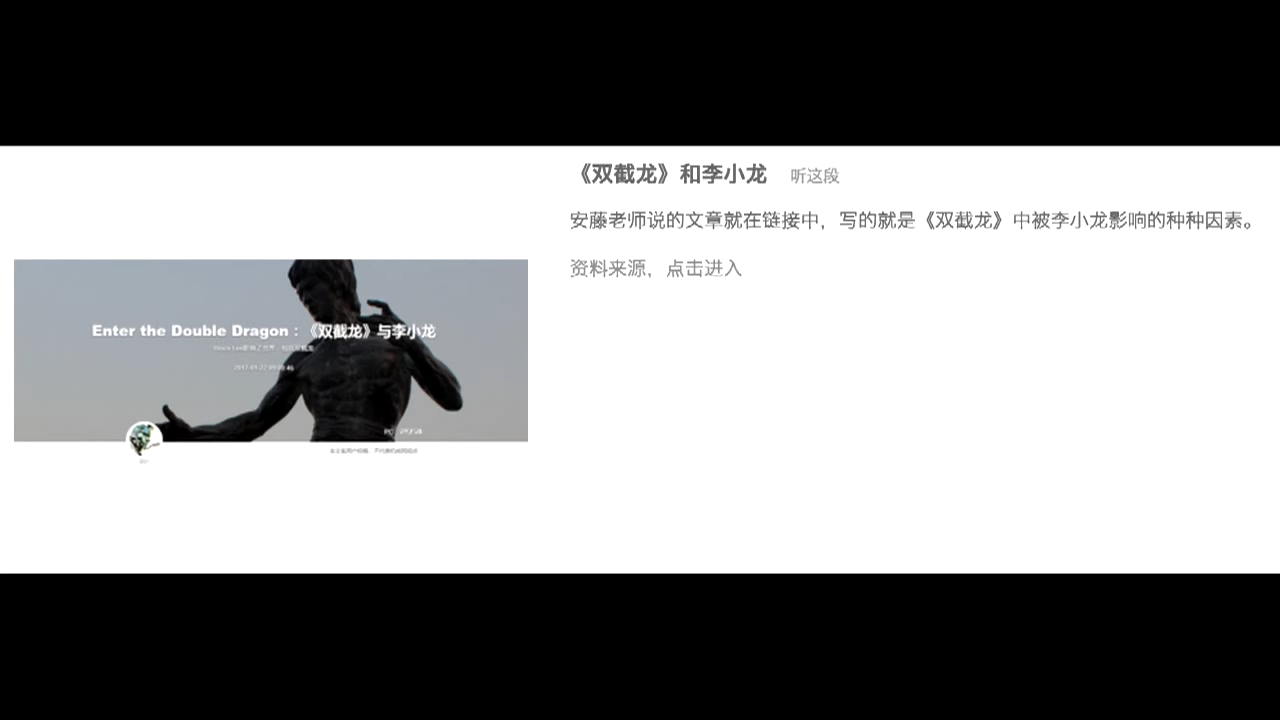 《双截龙》和李小龙 听这段
安藤老师说的文章就在链接中，写的就是《双截龙》中被李小龙影响的种种因素。
资料来源，点击进入
Enter the Double Dragon：《双截龙》与李小龙